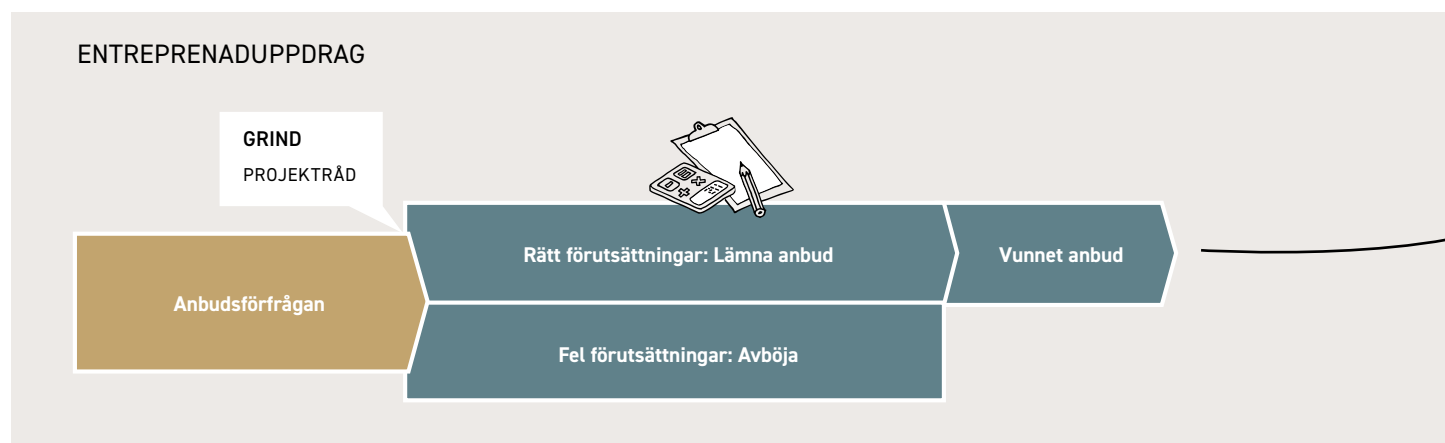 ENTREPRENADUPPDRAG
GRIND
PROJEKTRÅD
Rätt förutsättningar: Lämna anbud
Vunnet anbud
Anbudsförfrågan
Fel förutsättningar: Avböja